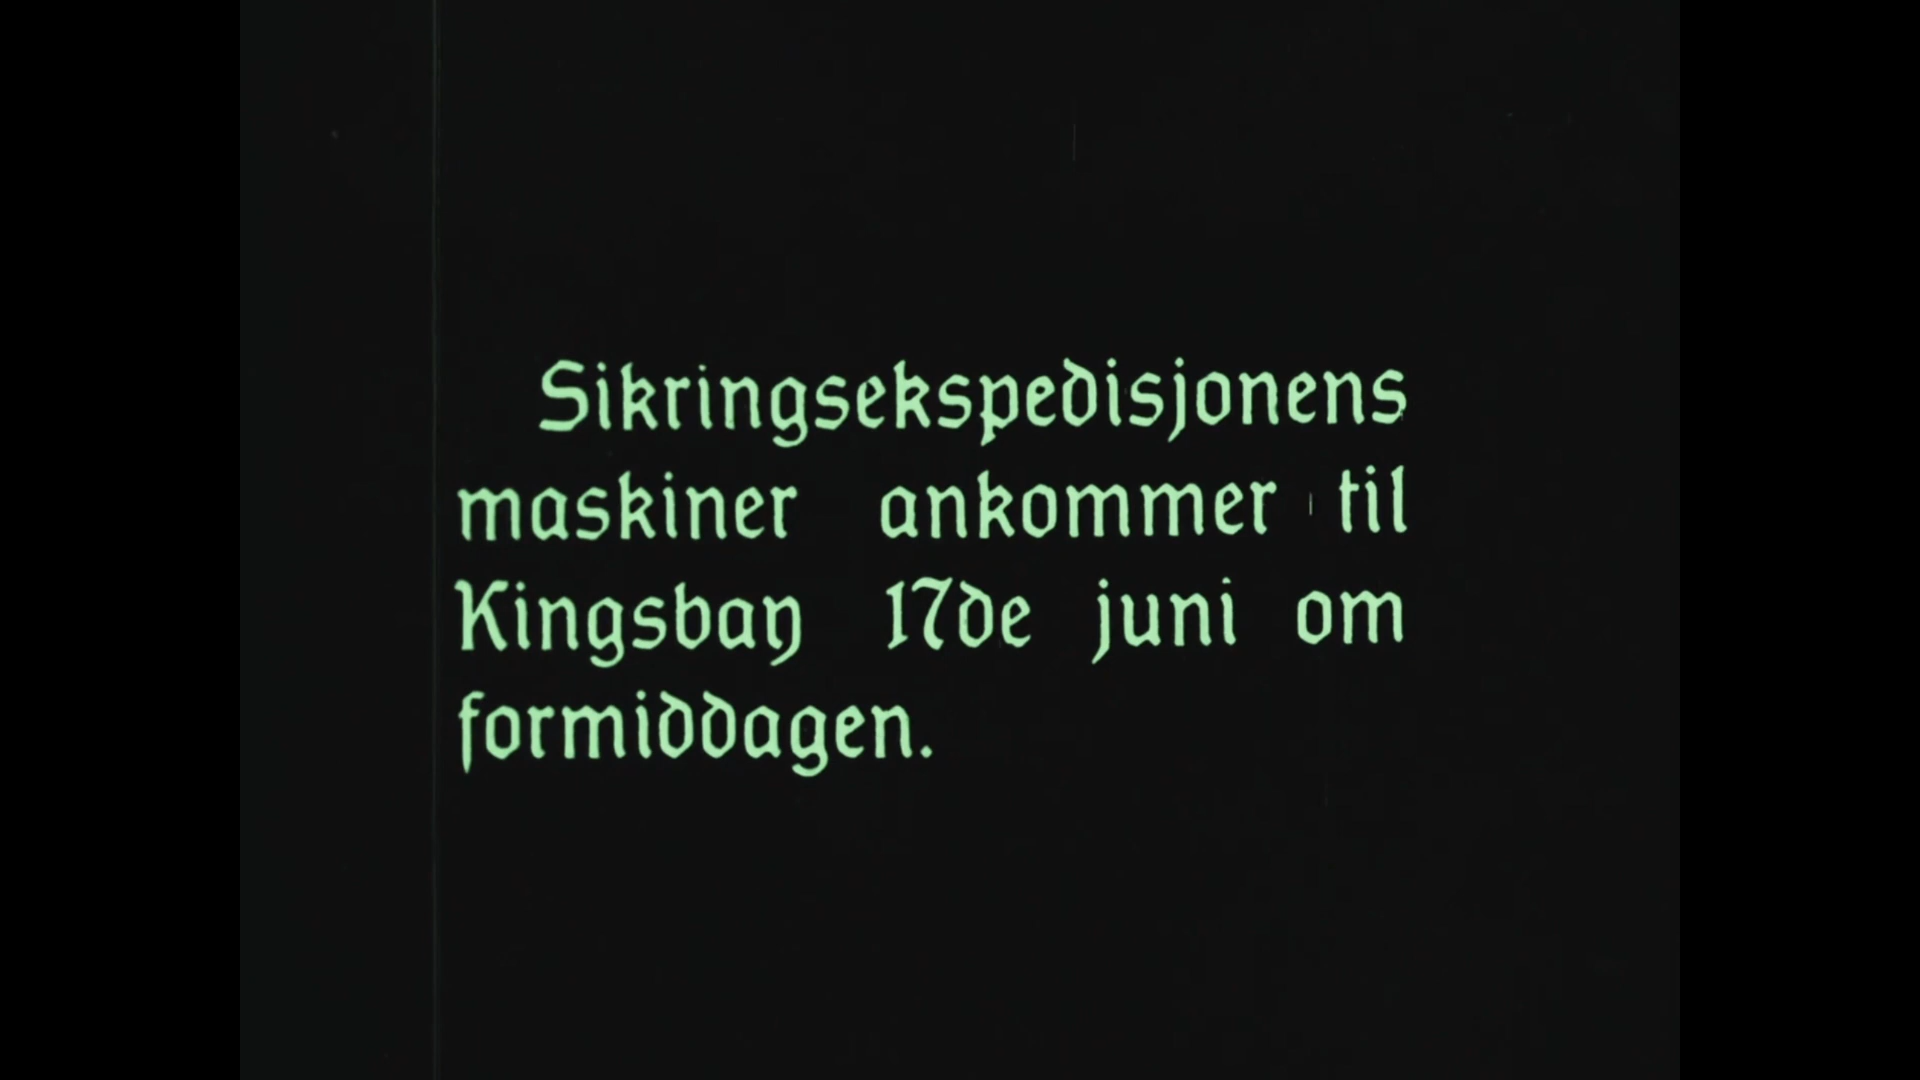 Sikringsekspedisjonens
maskiner ankommer til
Kingsbay 17de juni om
formiddagen.